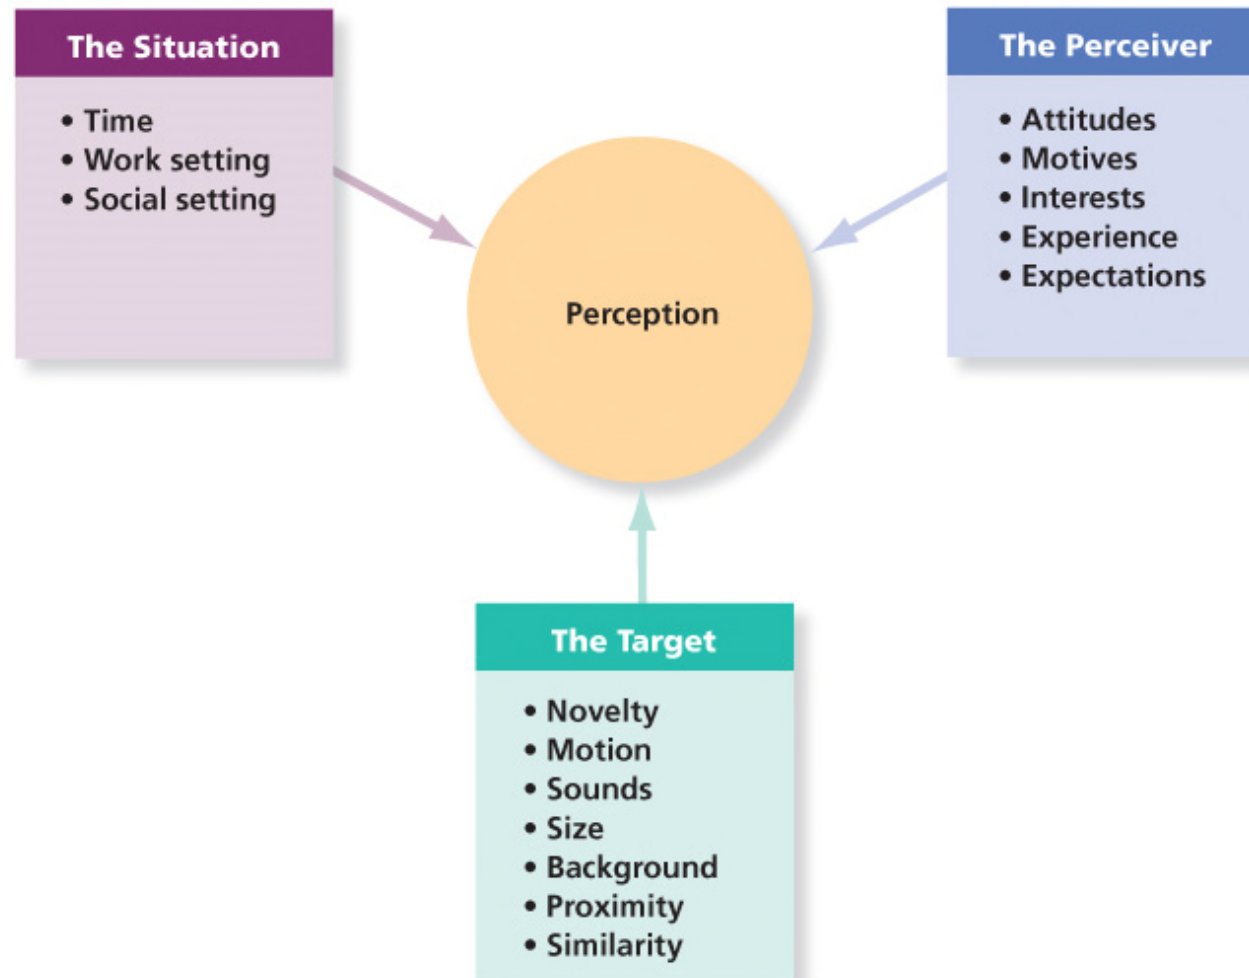 The Situation
• Time
• Work setting
• Social setting
The Perceiver
• Attitudes
• Motives
• Interests
• Experience
• Expectations
Perception
The Target
• Novelty
• Motion
• Sounds
• Size
• Background
• Proximity
• Similarity